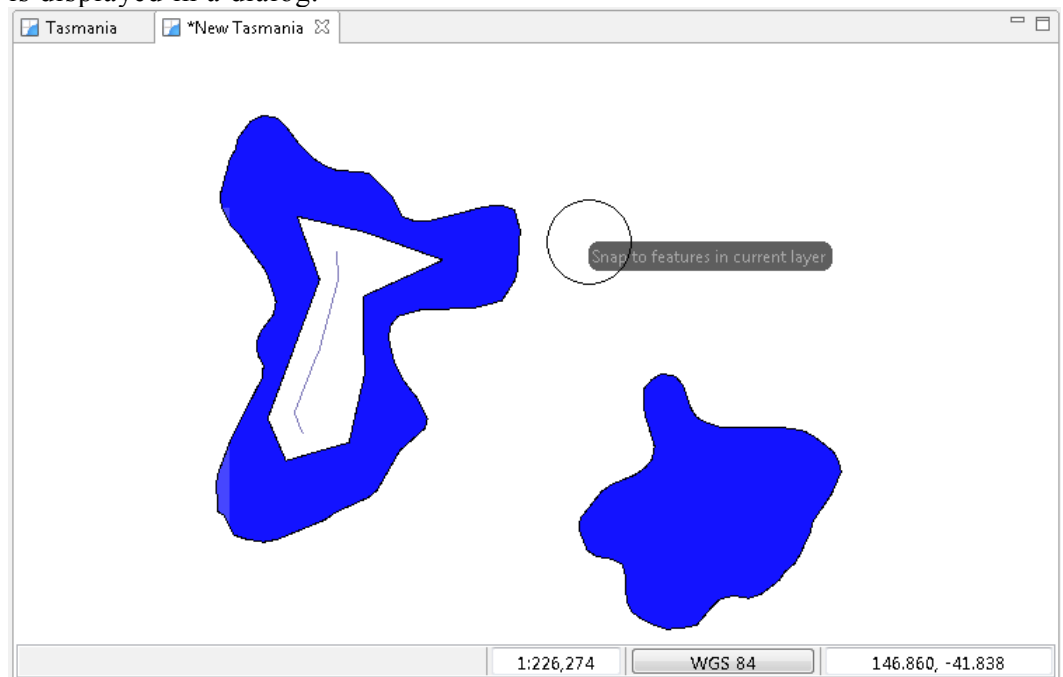 is displayed in a dialog.
Tasmania
*New Tasmania
Snap to features in current layer
1:226,274
WGS 84
146.860, -41.838